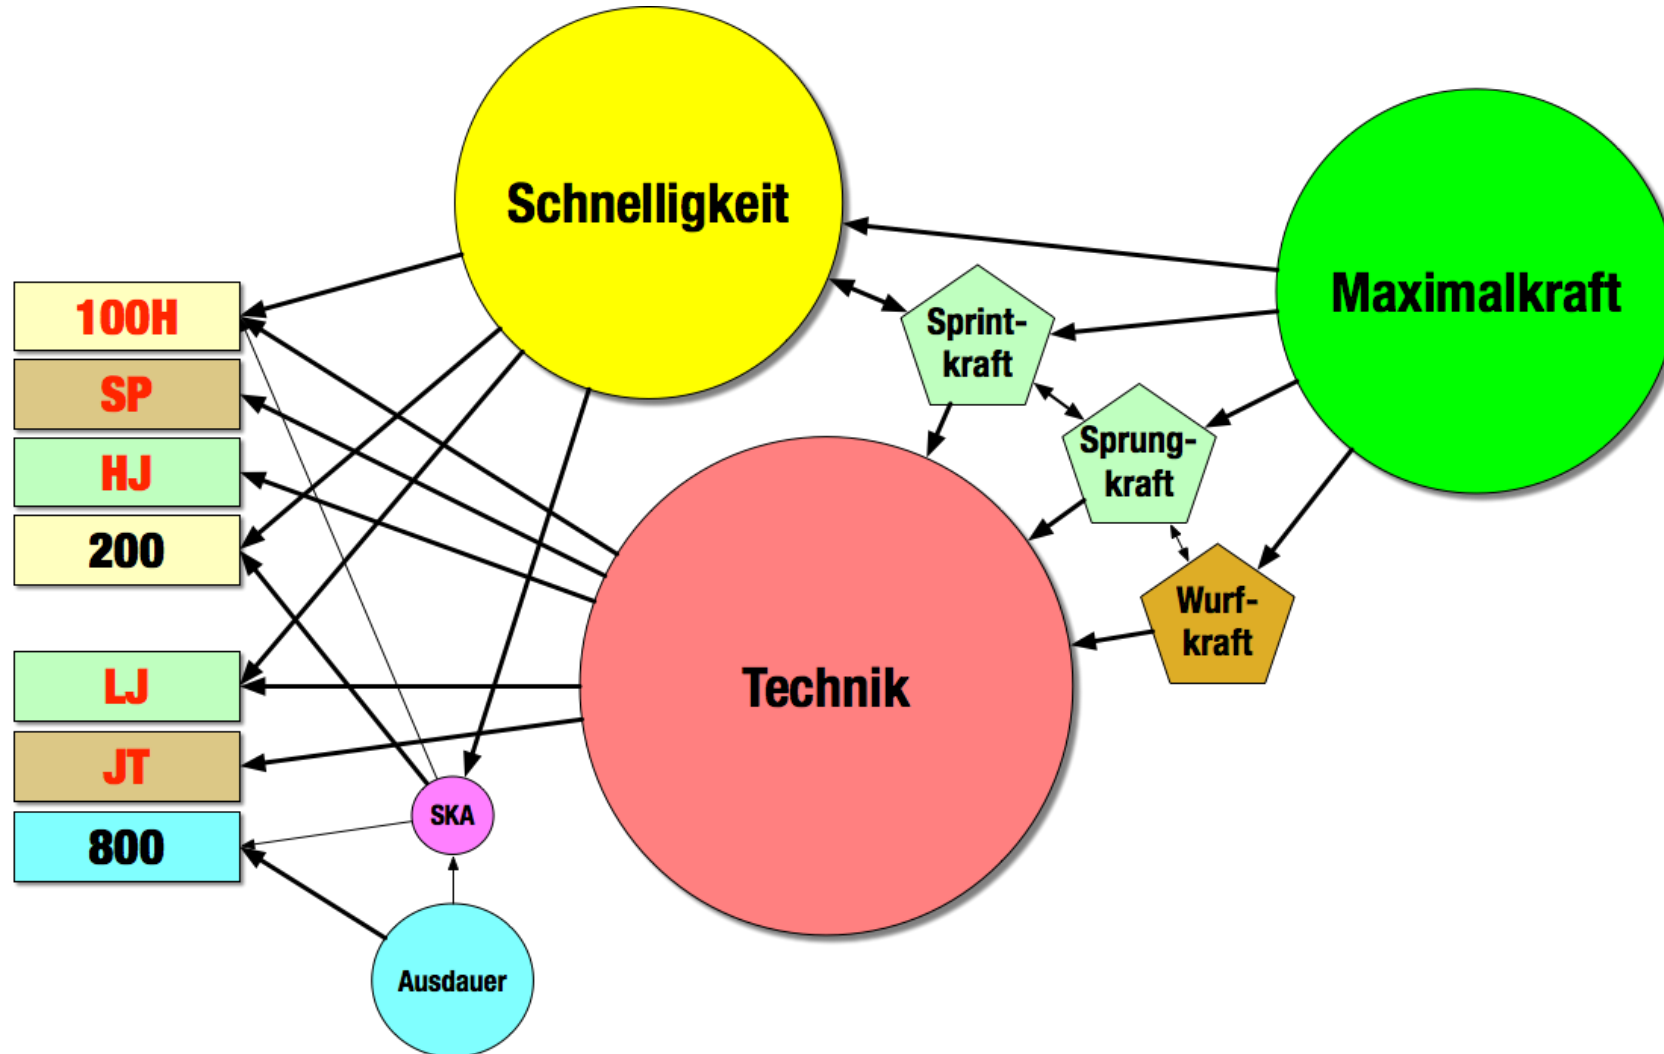 Schnelligkeit
Maximalkraft
100H
SP
HJ
200
LJ
JT
800
Sprint-
kraft
Sprung-
kraft
Wurf-
kraft
Technik
SKA
Ausdauer